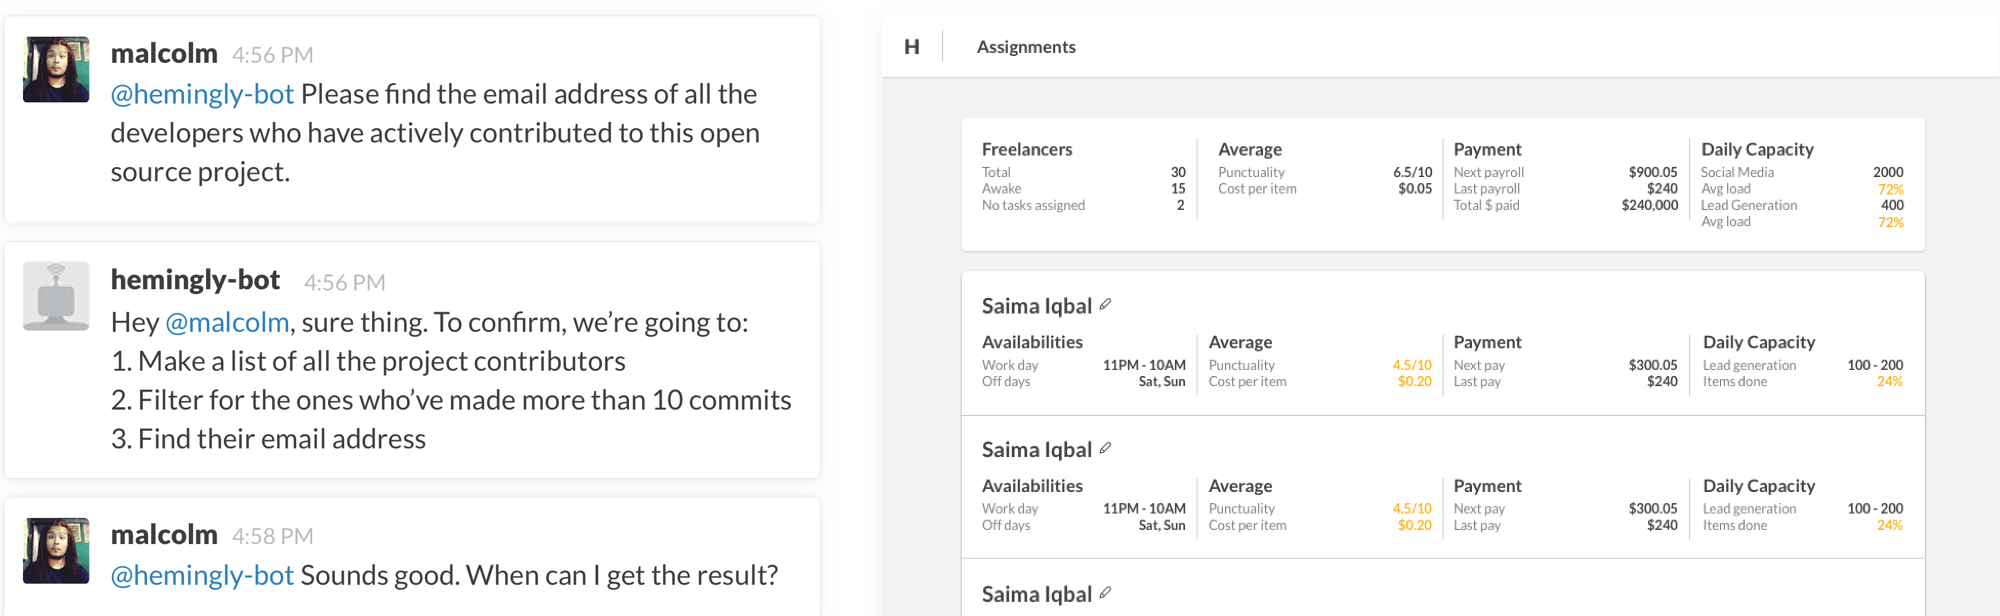 malcolm 4:56 PM
@hemingly-bot Please find the email address of all the
developers who have actively contributed to this open
source project.
hemingly-bot 4:56 PM
Hey @malcolm, sure thing. To confirm, we’re going to:
1. Make a list of all the project contributors
2. Filter for the ones who’ve made more than 10 commits
3. Find their email address
malcolm 4:58 PM
@hemingly-bot Sounds good. When can I get the result?
H Assignments
Freelancers
Total 30
Awake 15
No tasks assigned 2
Average
Punctuality 6.5/10
Cost per item $0.05
Payment
Next payroll $900.05
Last payroll $240
Total $ paid $240,000
Daily Capacity
Social Media 2000
Avg load 72%
Lead Generation 400
Avg load 72%
Saima Iqbal
Availabilities
Work day 11PM - 10AM
Off days Sat, Sun
Average
Punctuality 4.5/10
Cost per item $0.20
Payment
Next pay $300.05
Last pay $240
Daily Capacity
Lead generation 100 - 200
Items done 24%
Saima Iqbal
Availabilities
Work day 11PM - 10AM
Off days Sat, Sun
Average
Punctuality 4.5/10
Cost per item $0.20
Payment
Next pay $300.05
Last pay $240
Daily Capacity
Lead generation 100 - 200
Items done 24%
Saima Iqbal